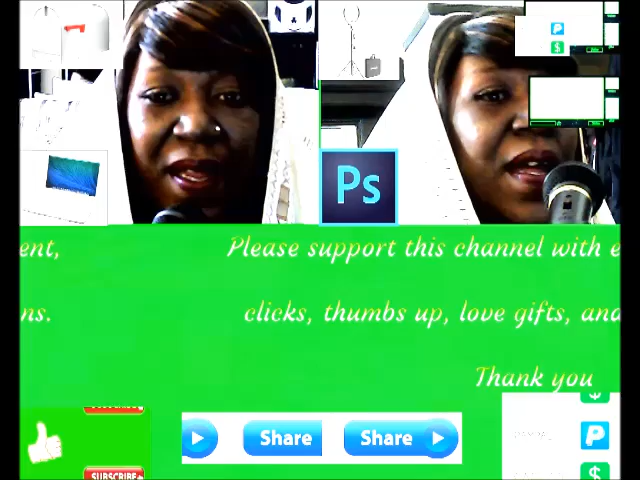 Ps
ent,
Please support this channel with e
ns.
clicks, thumbs up, love gifts, and
Thank you
Share
Share
SUBSCRIBE
SUBSCRIBE